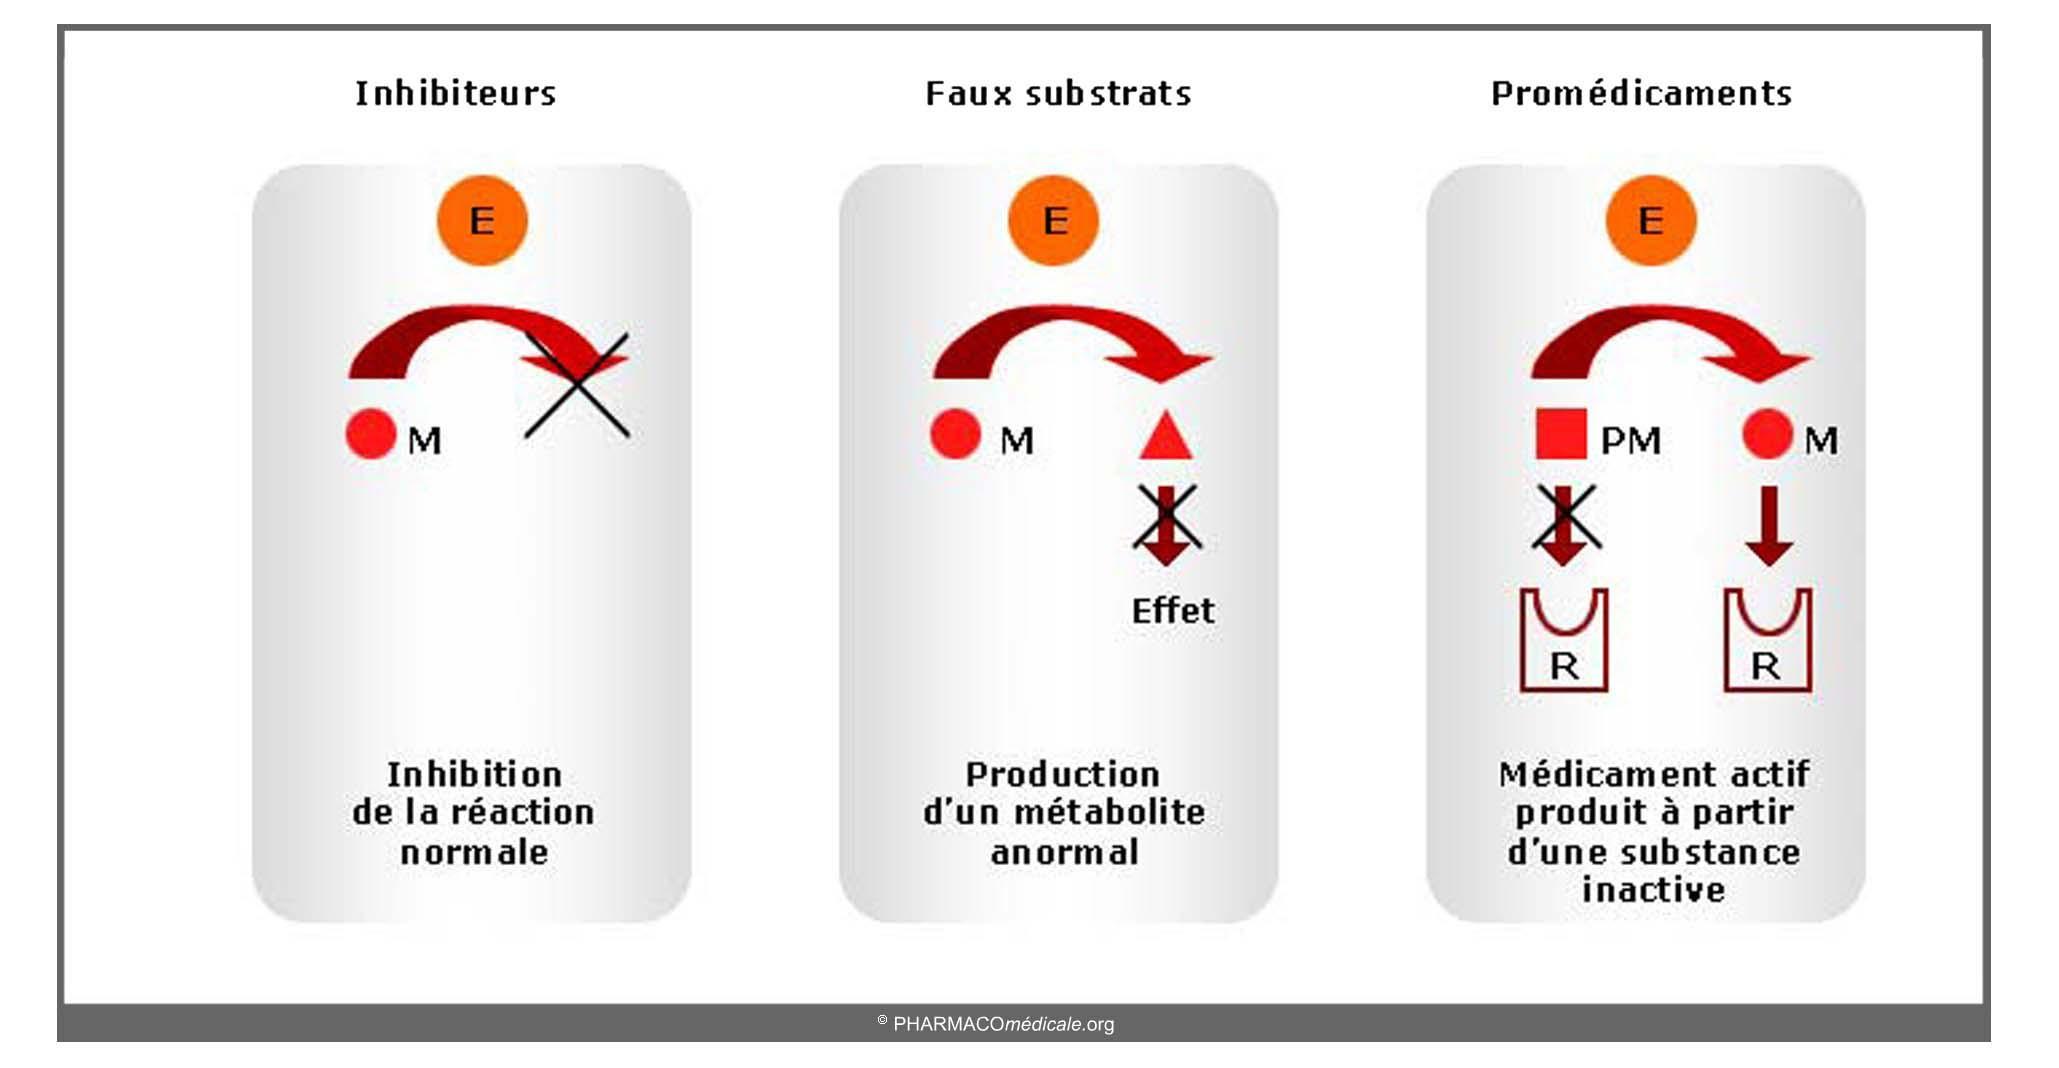 Inhibiteurs
E
M
Inhibition
de la réaction
normale
Faux substrats
E
M
Effet
Production
d'un métabolite
anormal
Promédicaments
E
PM
M
R
R
Médicament actif
produit à partir
d'une substance
inactive
© PHARMACOmédicale.org